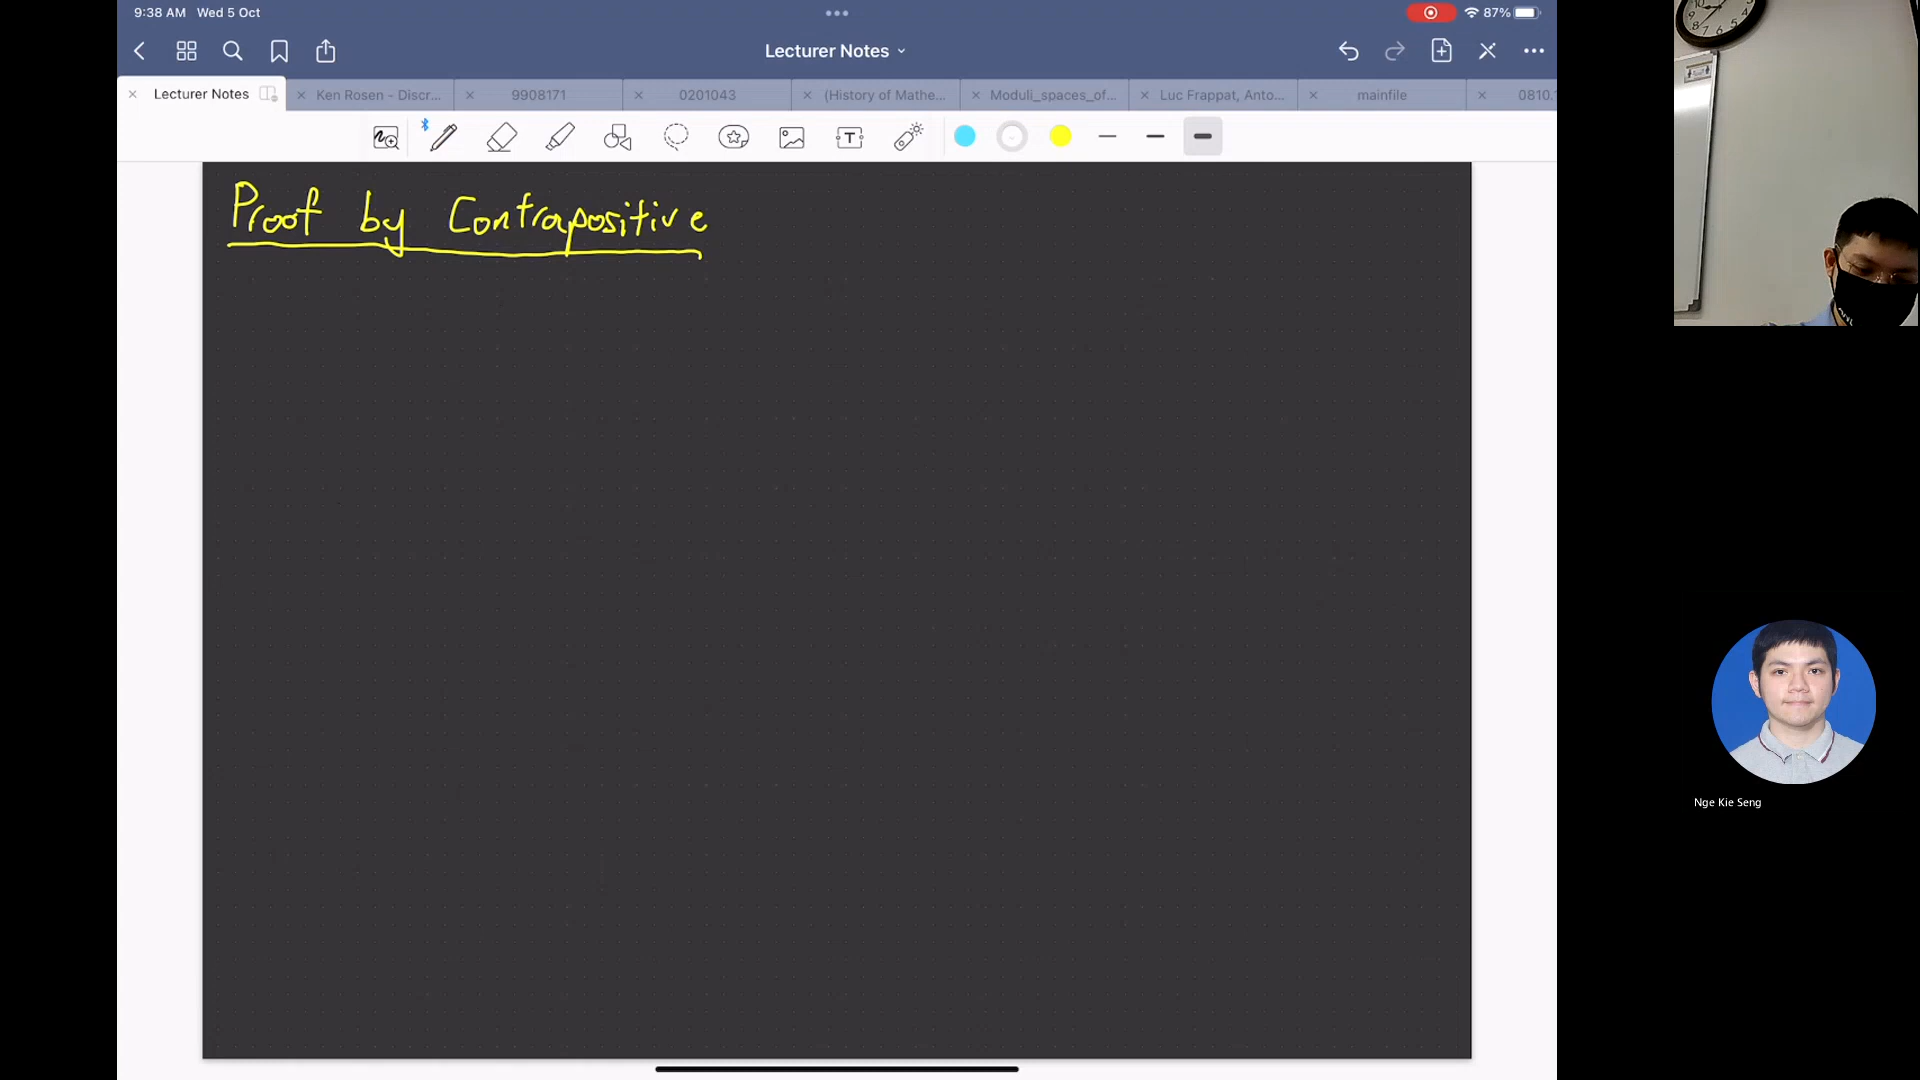 9:38 AM Wed 5 Oct
87%
Lecturer Notes
Lecturer Notes
Ken Rosen - Discr...
9908171
0201043
(History of Mathe...
Moduli_spaces_of...
Luc Frappat, Anto...
mainfile
0810.
T
Proof by Contrapositive
Nge Kie Seng